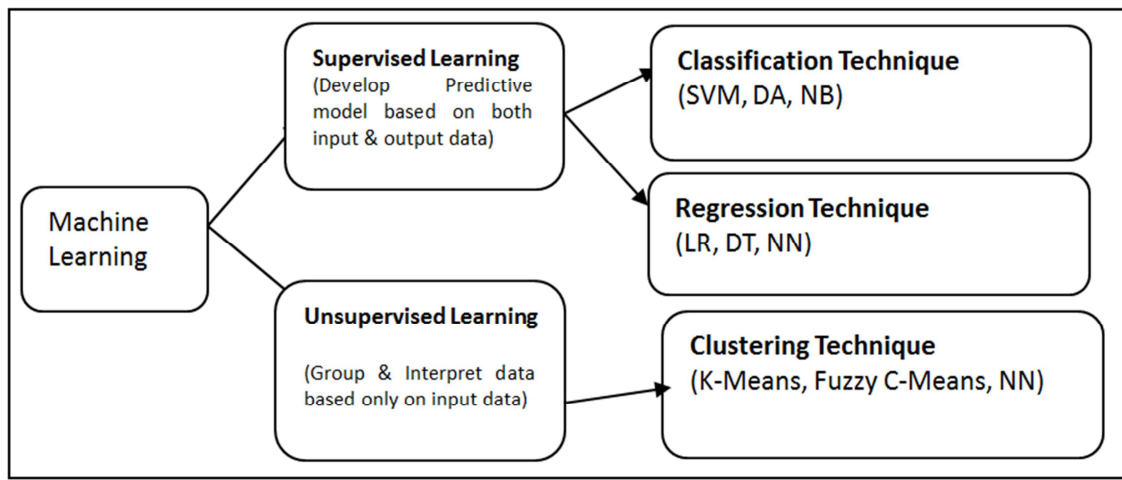 Machine
Learning
Supervised Learning
(Develop Predictive
model based on both
input & output data)
Unsupervised Learning
(Group & Interpret data
based only on input data)
Classification Technique
(SVM, DA, NB)
Regression Technique
(LR, DT, NN)
Clustering Technique
(K-Means, Fuzzy C-Means, NN)